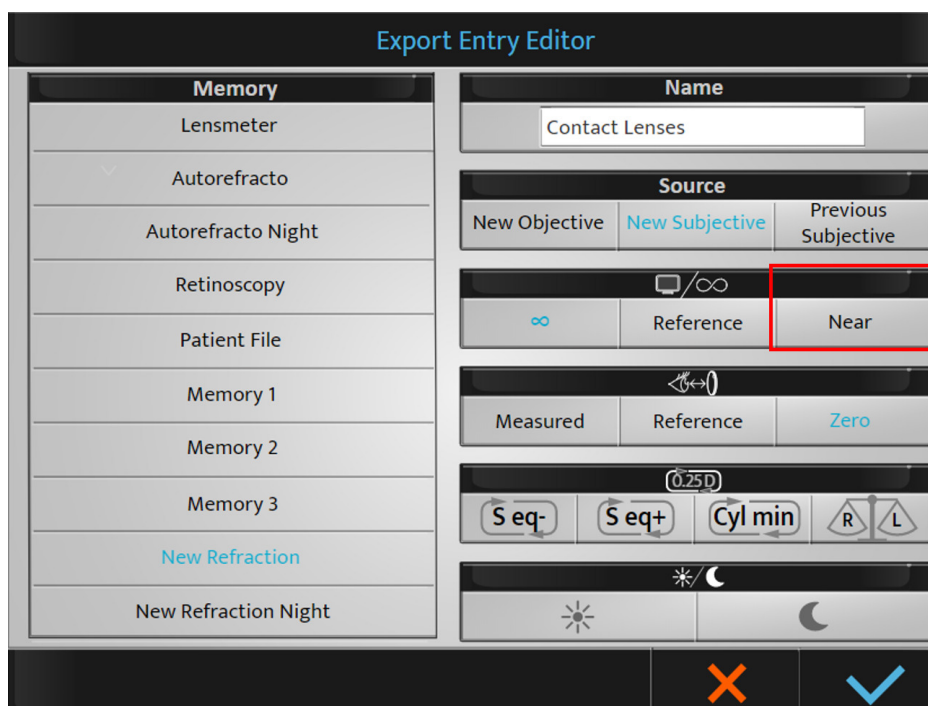 Export Entry Editor
Memory
Lensmeter
Autorefracto
Autorefracto Night
Retinoscopy
Patient File
Memory 1
Memory 2
Memory 3
New Refraction
New Refraction Night
Name
Contact Lenses
Source
New Objective
New Subjective
Previous
Subjective
/∞
∞
Reference
Near
Measured
Reference
Zero
0.25 D
S eq-
S eq+
Cyl min
R
L